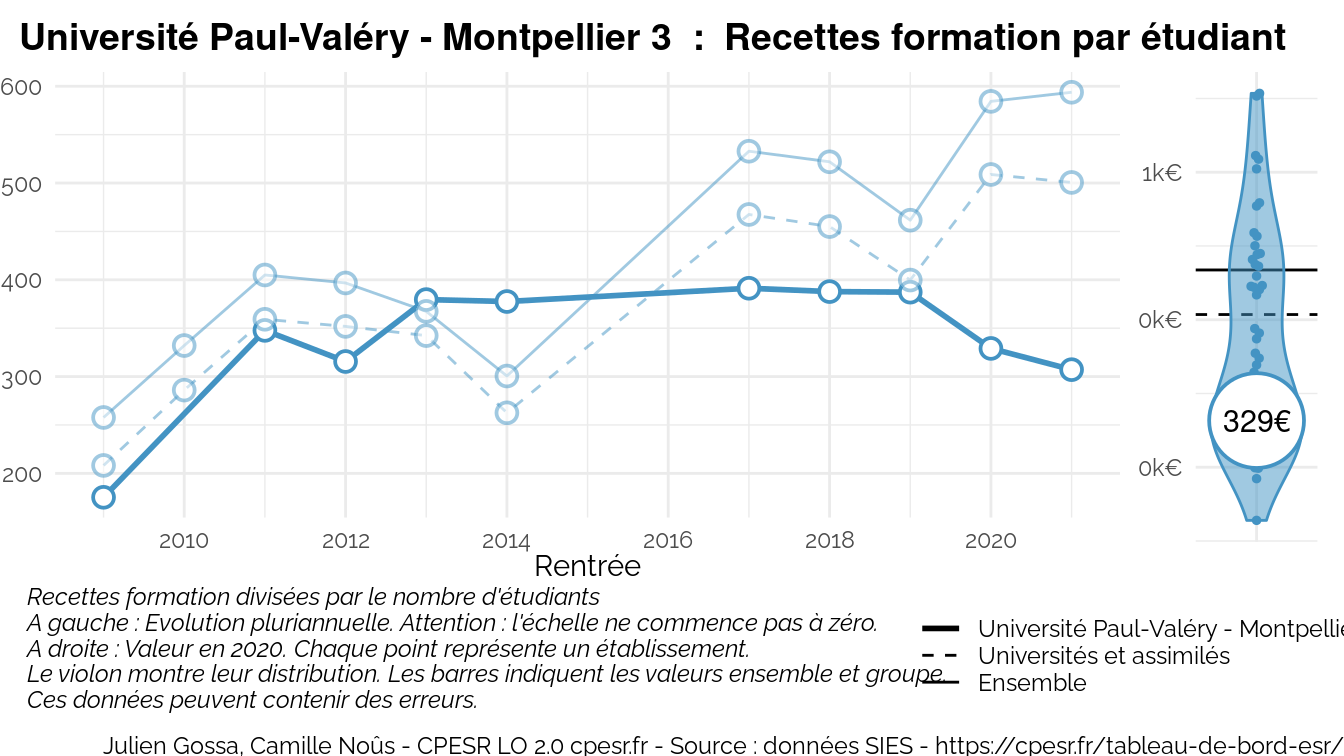 Université Paul-Valéry - Montpellier 3 : Recettes formation par étudiant
600
500
400
300
200
2010 2012 2014 2016 2018 2020
Rentrée
1k€
0k€
0k€
329€
Recettes formation divisées par le nombre d'étudiants
A gauche : Evolution pluriannuelle. Attention : l'échelle ne commence pas à zéro.
A droite : Valeur en 2020. Chaque point représente un établissement.
Le violon montre leur distribution. Les barres indiquent les valeurs ensemble et groupe.
Ces données peuvent contenir des erreurs.
Université Paul-Valéry - Montpellie
Universités et assimilés
Ensemble
Julien Gossa, Camille Noûs - CPESR LO 2.0 cpesr.fr - Source : données SIES - https://cpesr.fr/tableau-de-bord-esr/